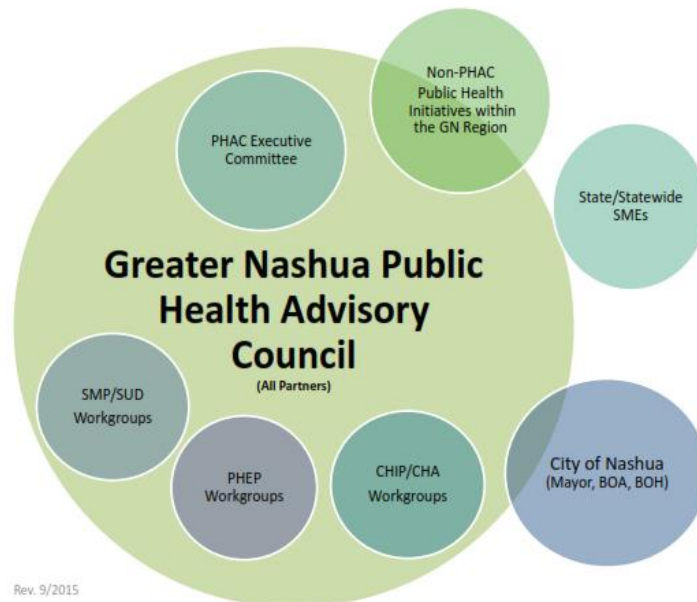 Non-PHAC
Public Health
Initiatives within
the GN Region
PHAC Executive
Committee
State/Statewide
SMEs
Greater Nashua Public
Health Advisory
Council
(All Partners)
SMP/SUD
Workgroups
PHEP
Workgroups
CHIP/CHA
Workgroups
City of Nashua
(Mayor, BOA, BOH)
Rev. 9/2015